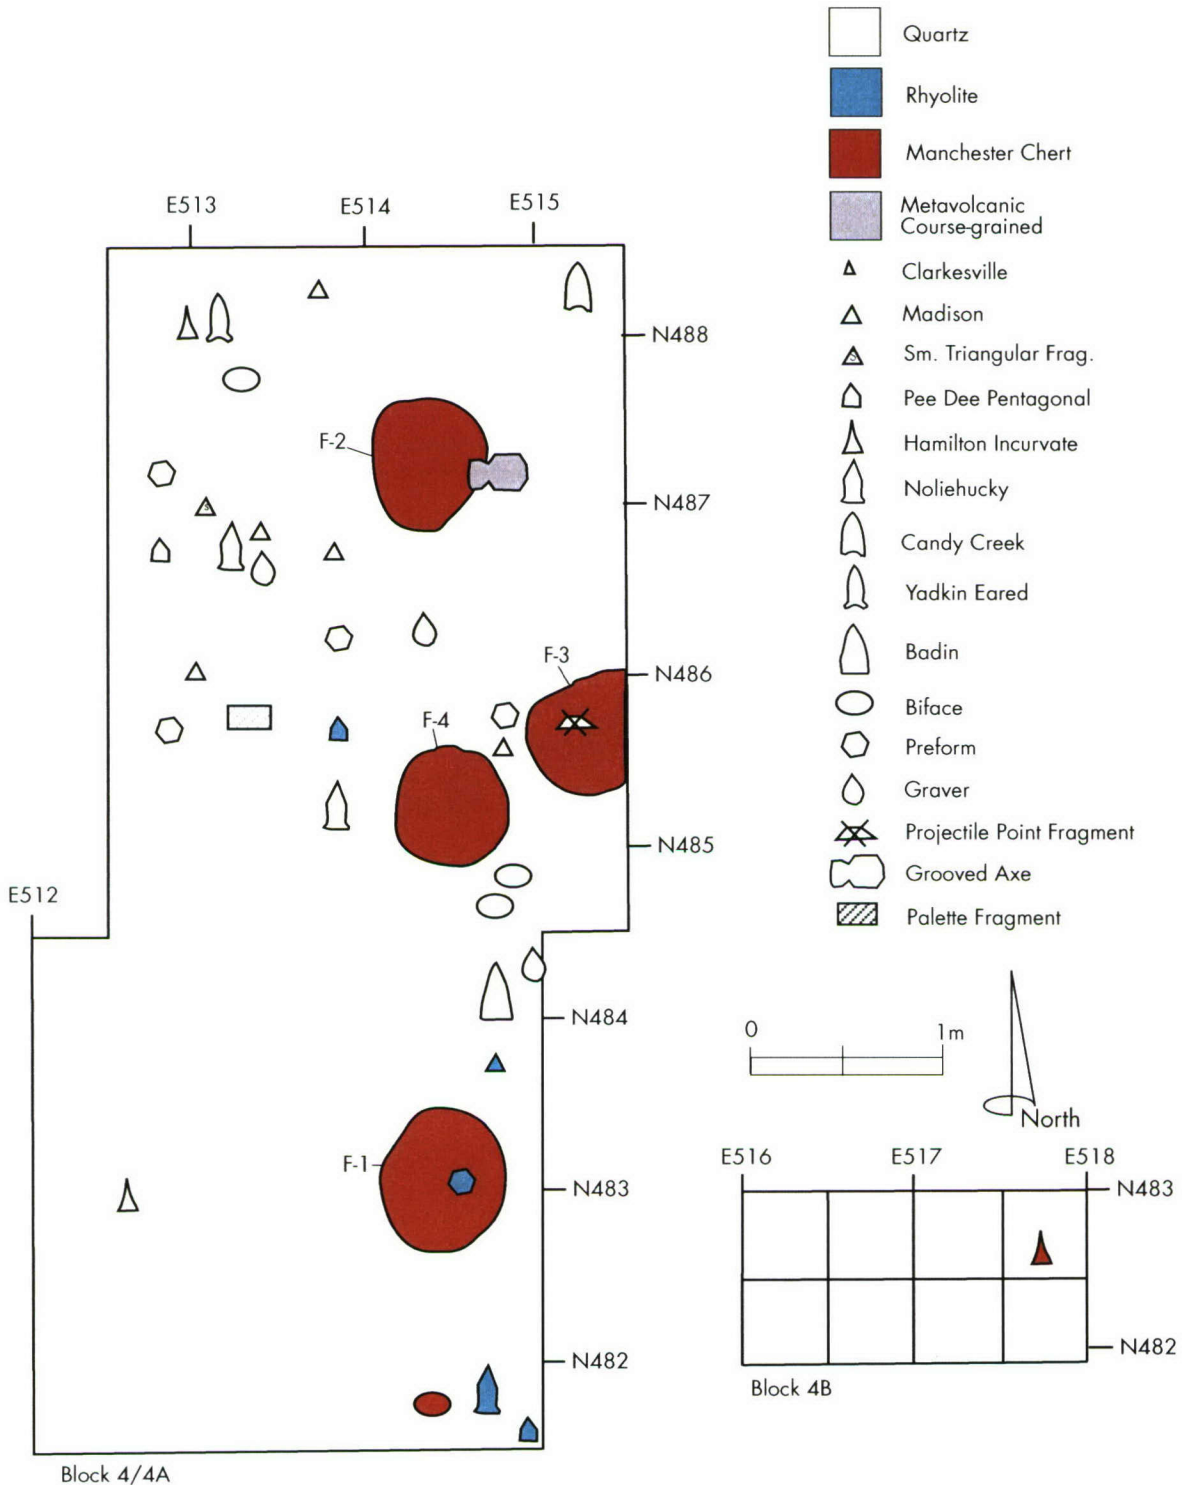 Quartz
Rhyolite
Manchester Chert
Metavolcanic
Course-grained
Clarkesville
Madison
S
Sm. Triangular Frag.
Pee Dee Pentagonal
Hamilton Incurvate
Noliehucky
Candy Creek
Yadkin Eared
Badin
Biface
Preform
Graver
Projectile Point Fragment
Grooved Axe
Palette Fragment
E513 E514 E515
N488
F-2
N487
S
F-3
N486
F-4
N485
E512
N484
F-1
N483
N482
Block 4/4A
0 1m
North
E516 E517 E518
N483
N482
Block 4B